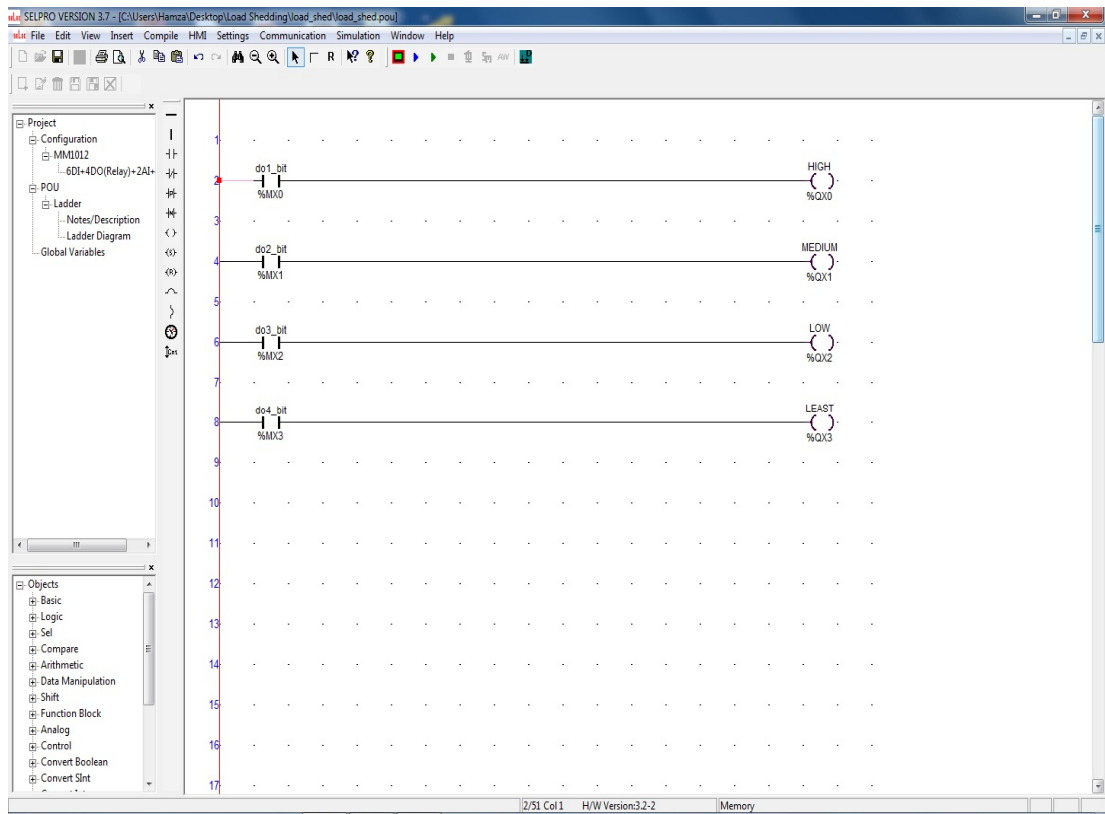 SELPRO VERSION 3.7 - [C:\Users\Hamza\Desktop\Load Shedding\load_shed\load_shed.pou]
File Edit View Insert Compile HMI Settings Communication Simulation Window Help
R
Project
Configuration
MM1012
6DI+4DO(Relay)+2AI+
POU
Ladder
Notes/Description
Ladder Diagram
Global Variables
Objects
Basic
Logic
Sel
Compare
Arithmetic
Data Manipulation
Shift
Function Block
Analog
Control
Convert Boolean
Convert SInt
1
do1_bit HIGH
2
%MX0 %QX0
3
do2_bit MEDIUM
4
%MX1 %QX1
5
do3_bit LOW
6
%MX2 %QX2
7
do4_bit LEAST
8
%MX3 %QX3
9
10
11
12
13
14
15
16
17
2/51 Col 1 H/W Version:3.2-2 Memory